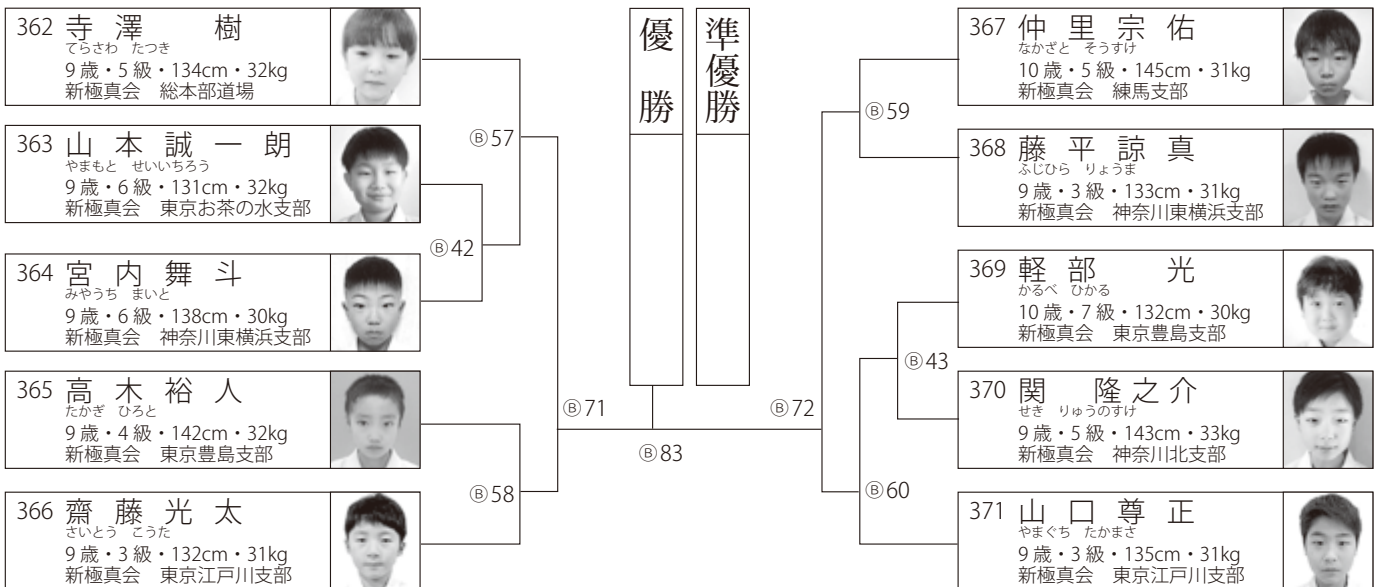 362 寺澤 樹
てらさわ たつき
9歳・5級・134cm・32kg
新極真会 総本部道場
363 山本誠一朗
やまもと せいいちろう
9歳・6級・131cm・32kg
新極真会 東京お茶の水支部
364 宮内舞斗
みやうち まいと
9歳・6級・138cm・30kg
新極真会 神奈川東横浜支部
365 高木裕人
たかぎ ひろと
9歳・4級・142cm・32kg
新極真会 東京豊島支部
366 齋藤光太
さいとう こうた
9歳・3級・132cm・31kg
新極真会 東京江戸川支部
Ⓑ57
Ⓑ42
Ⓑ58
Ⓑ71
優勝
準優勝
Ⓑ83
Ⓑ72
Ⓑ59
Ⓑ43
Ⓑ60
367 仲里宗佑
なかざと そうすけ
10歳・5級・145cm・31kg
新極真会 練馬支部
368 藤平諒真
ふじひら りょうま
9歳・3級・133cm・31kg
新極真会 神奈川東横浜支部
369 軽部 光
かるべ ひかる
10歳・7級・132cm・30kg
新極真会 東京豊島支部
370 関 隆之介
せき りゅうのすけ
9歳・5級・143cm・33kg
新極真会 神奈川北支部
371 山口尊正
やまぐち たかまさ
9歳・3級・135cm・31kg
新極真会 東京江戸川支部